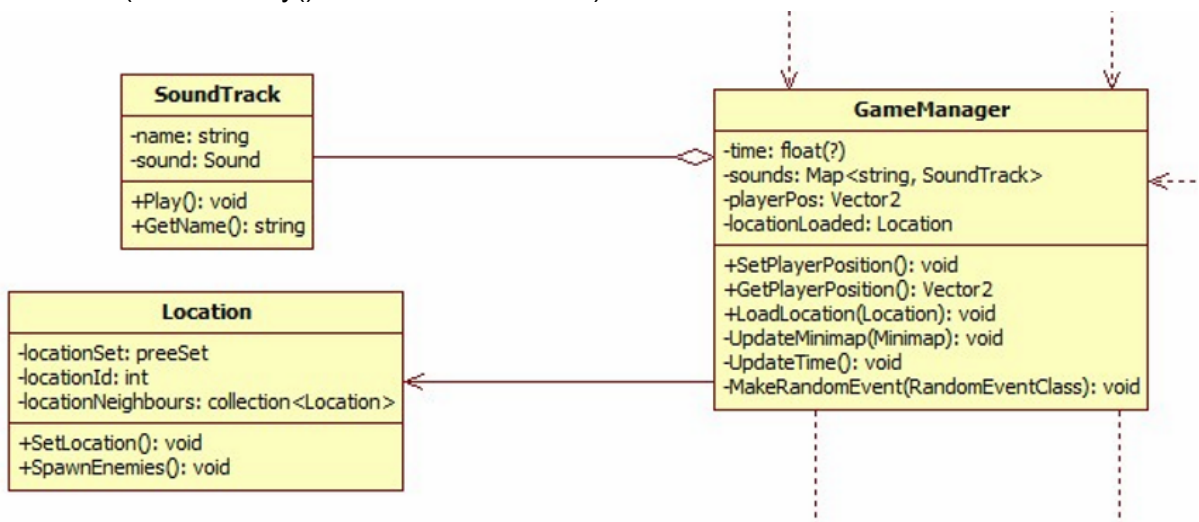 SoundTrack
-name: string
-sound: Sound
+Play(): void
+GetName(): string
GameManager
-time: float(?)
-sounds: Map<string, SoundTrack>
-playerPos: Vector2
-locationLoaded: Location
+SetPlayerPosition(): void
+GetPlayerPosition(): Vector2
+LoadLocation(Location): void
-UpdateMinimap(Minimap): void
-UpdateTime(): void
-MakeRandomEvent(RandomEventClass): void
Location
-locationSet: preeSet
-locationId: int
-locationNeighbours: collection<Location>
+SetLocation(): void
+SpawnEnemies(): void